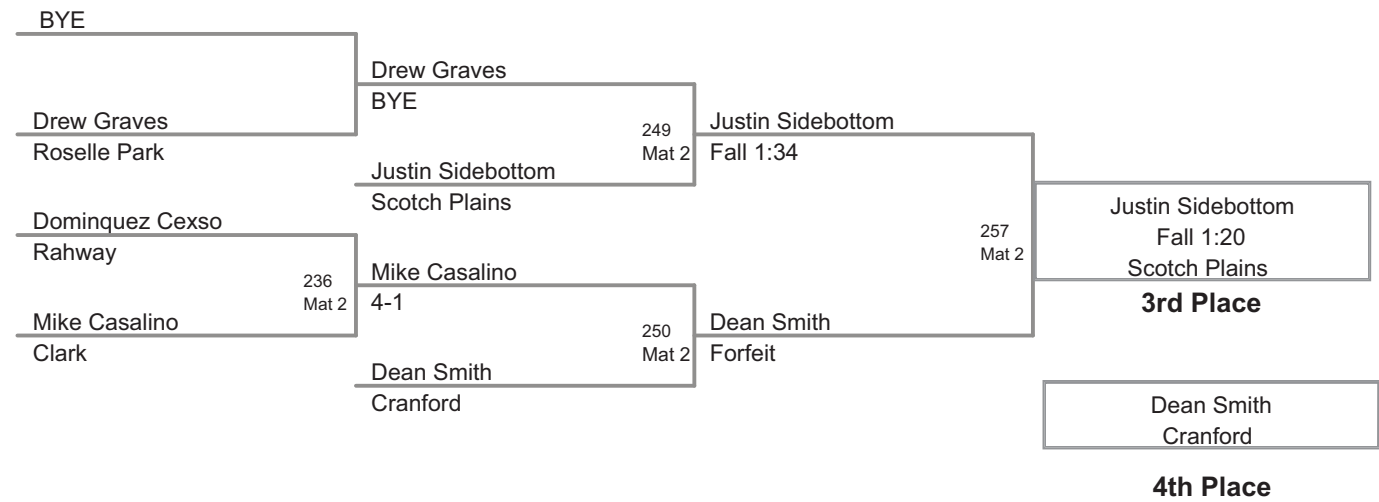 BYE
Drew Graves
BYE
Drew Graves
Roselle Park
249
Mat 2
Justin Sidebottom
Fall 1:34
Justin Sidebottom
Scotch Plains
Dominquez Cexso
Rahway
236
Mat 2
Mike Casalino
4-1
Mike Casalino
Clark
250
Mat 2
Dean Smith
Forfeit
Dean Smith
Cranford
257
Mat 2
Justin Sidebottom
Fall 1:20
Scotch Plains
3rd Place
Dean Smith
Cranford
4th Place